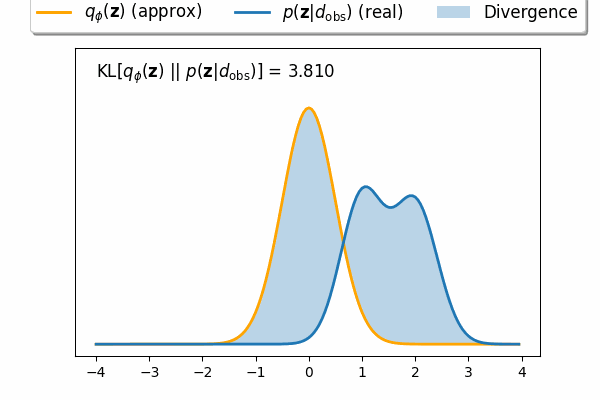 qϕ(z) (approx) p(z|dobs) (real) Divergence
KL[qϕ(z) || p(z|dobs)] = 3.810
−4 −3 −2 −1 0 1 2 3 4